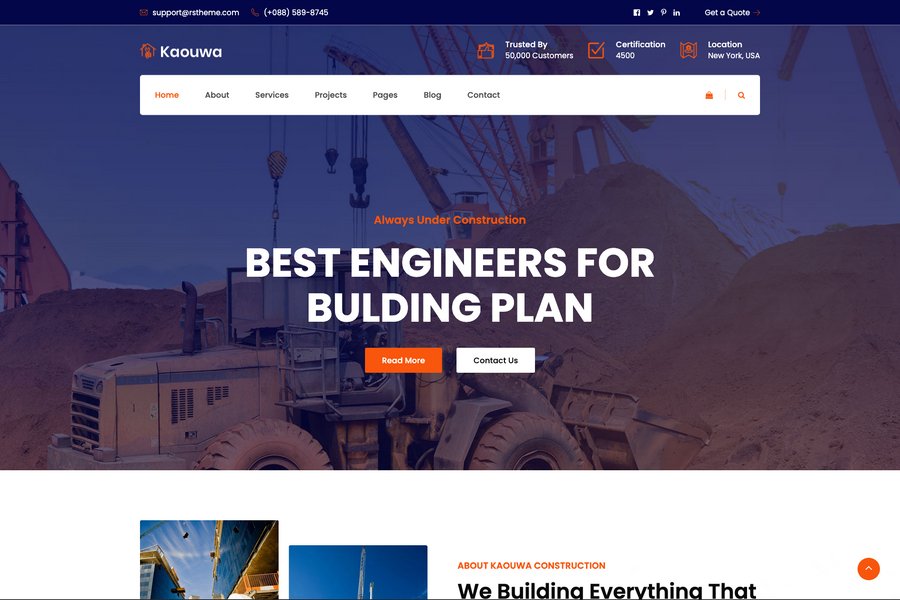 support@rstheme.com (+088) 589-8745 Get a Quote
Kaouwa
Trusted By
50,000 Customers
Certification
4500
Location
New York, USA
Home About Services Projects Pages Blog Contact
Always Under Construction
BEST ENGINEERS FOR
BULDING PLAN
Read More Contact Us
ABOUT KAOUWA CONSTRUCTION
We Building Everything That